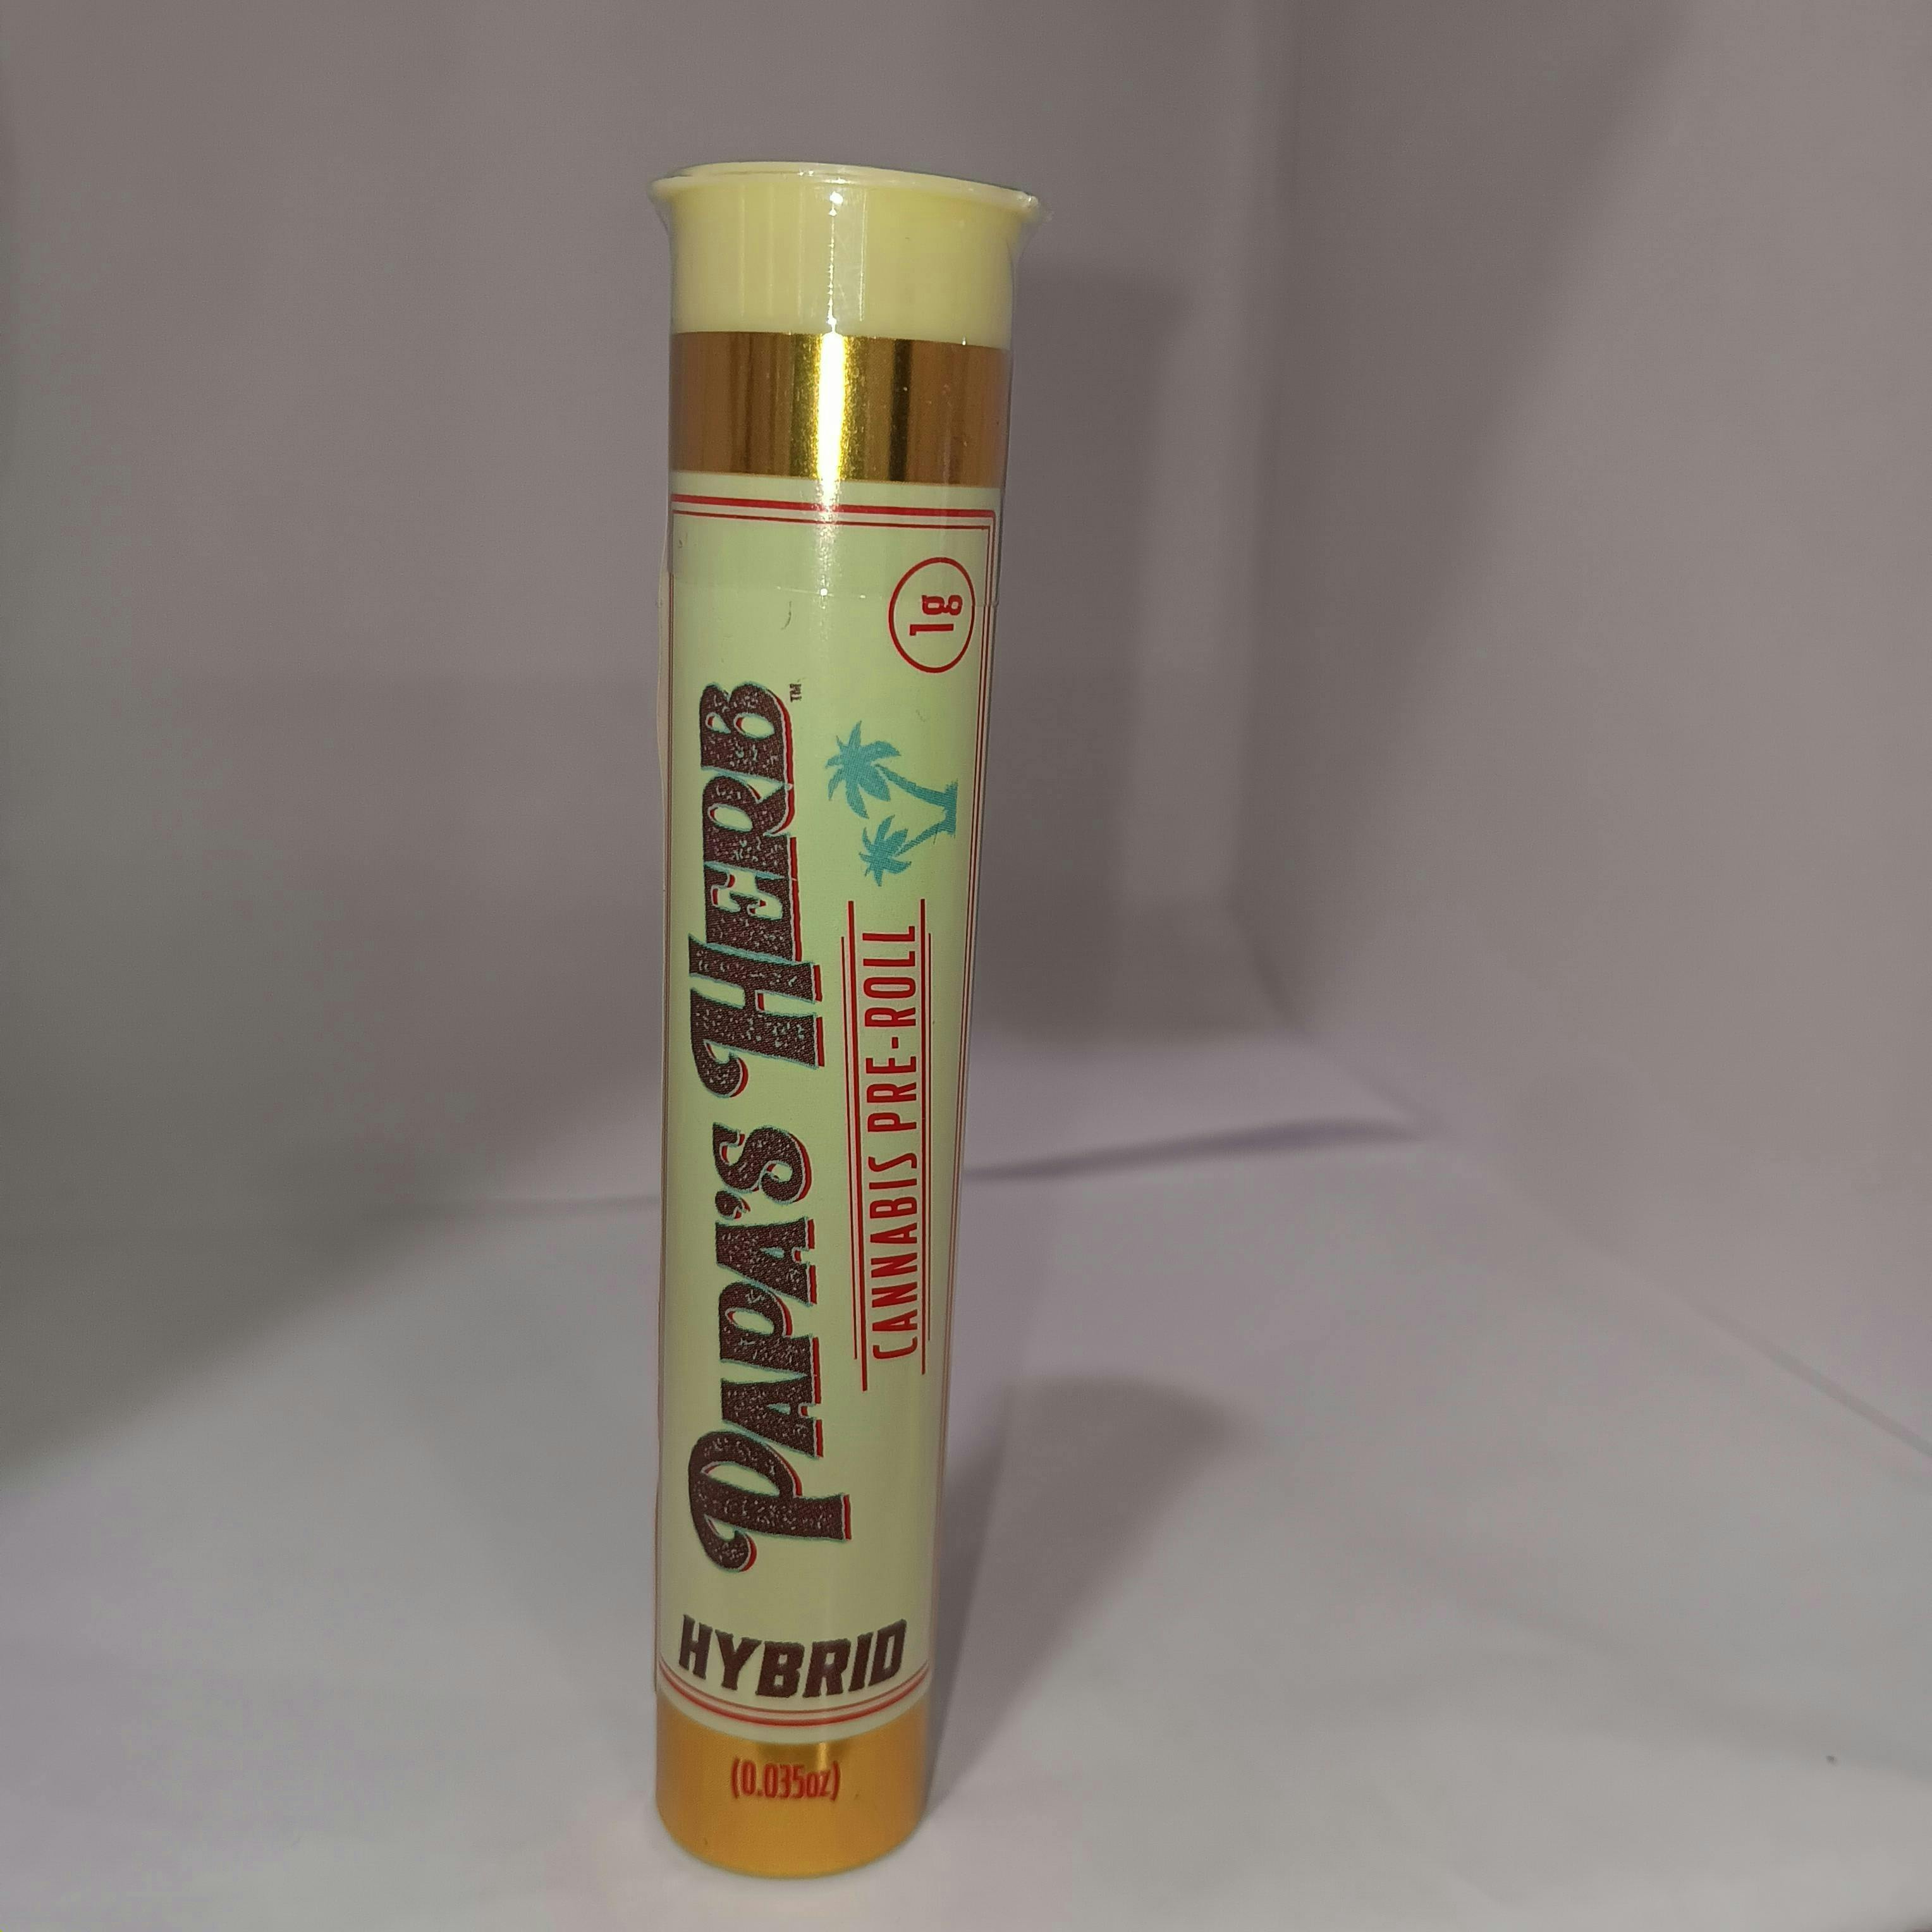 1g
PAPA'S HERB™
CANNABIS PRE-ROLL
HYBRID
(0.035oz)